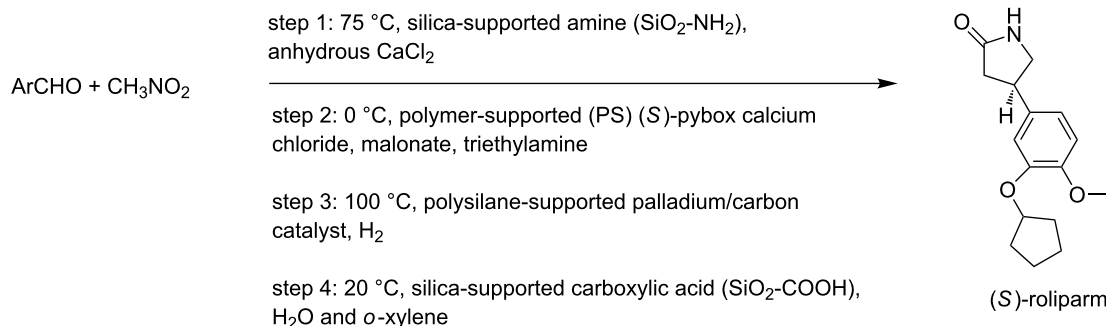 step 1: 75 °C, silica-supported amine (SiO₂-NH₂),
anhydrous CaCl₂
ArCHO + CH₃NO₂
step 2: 0 °C, polymer-supported (PS) (S)-pybox calcium
chloride, malonate, triethylamine
step 3: 100 °C, polysilane-supported palladium/carbon
catalyst, H₂
step 4: 20 °C, silica-supported carboxylic acid (SiO₂-COOH),
H₂O and o-xylene
O
H
N
H
O
O
(S)-roliparm